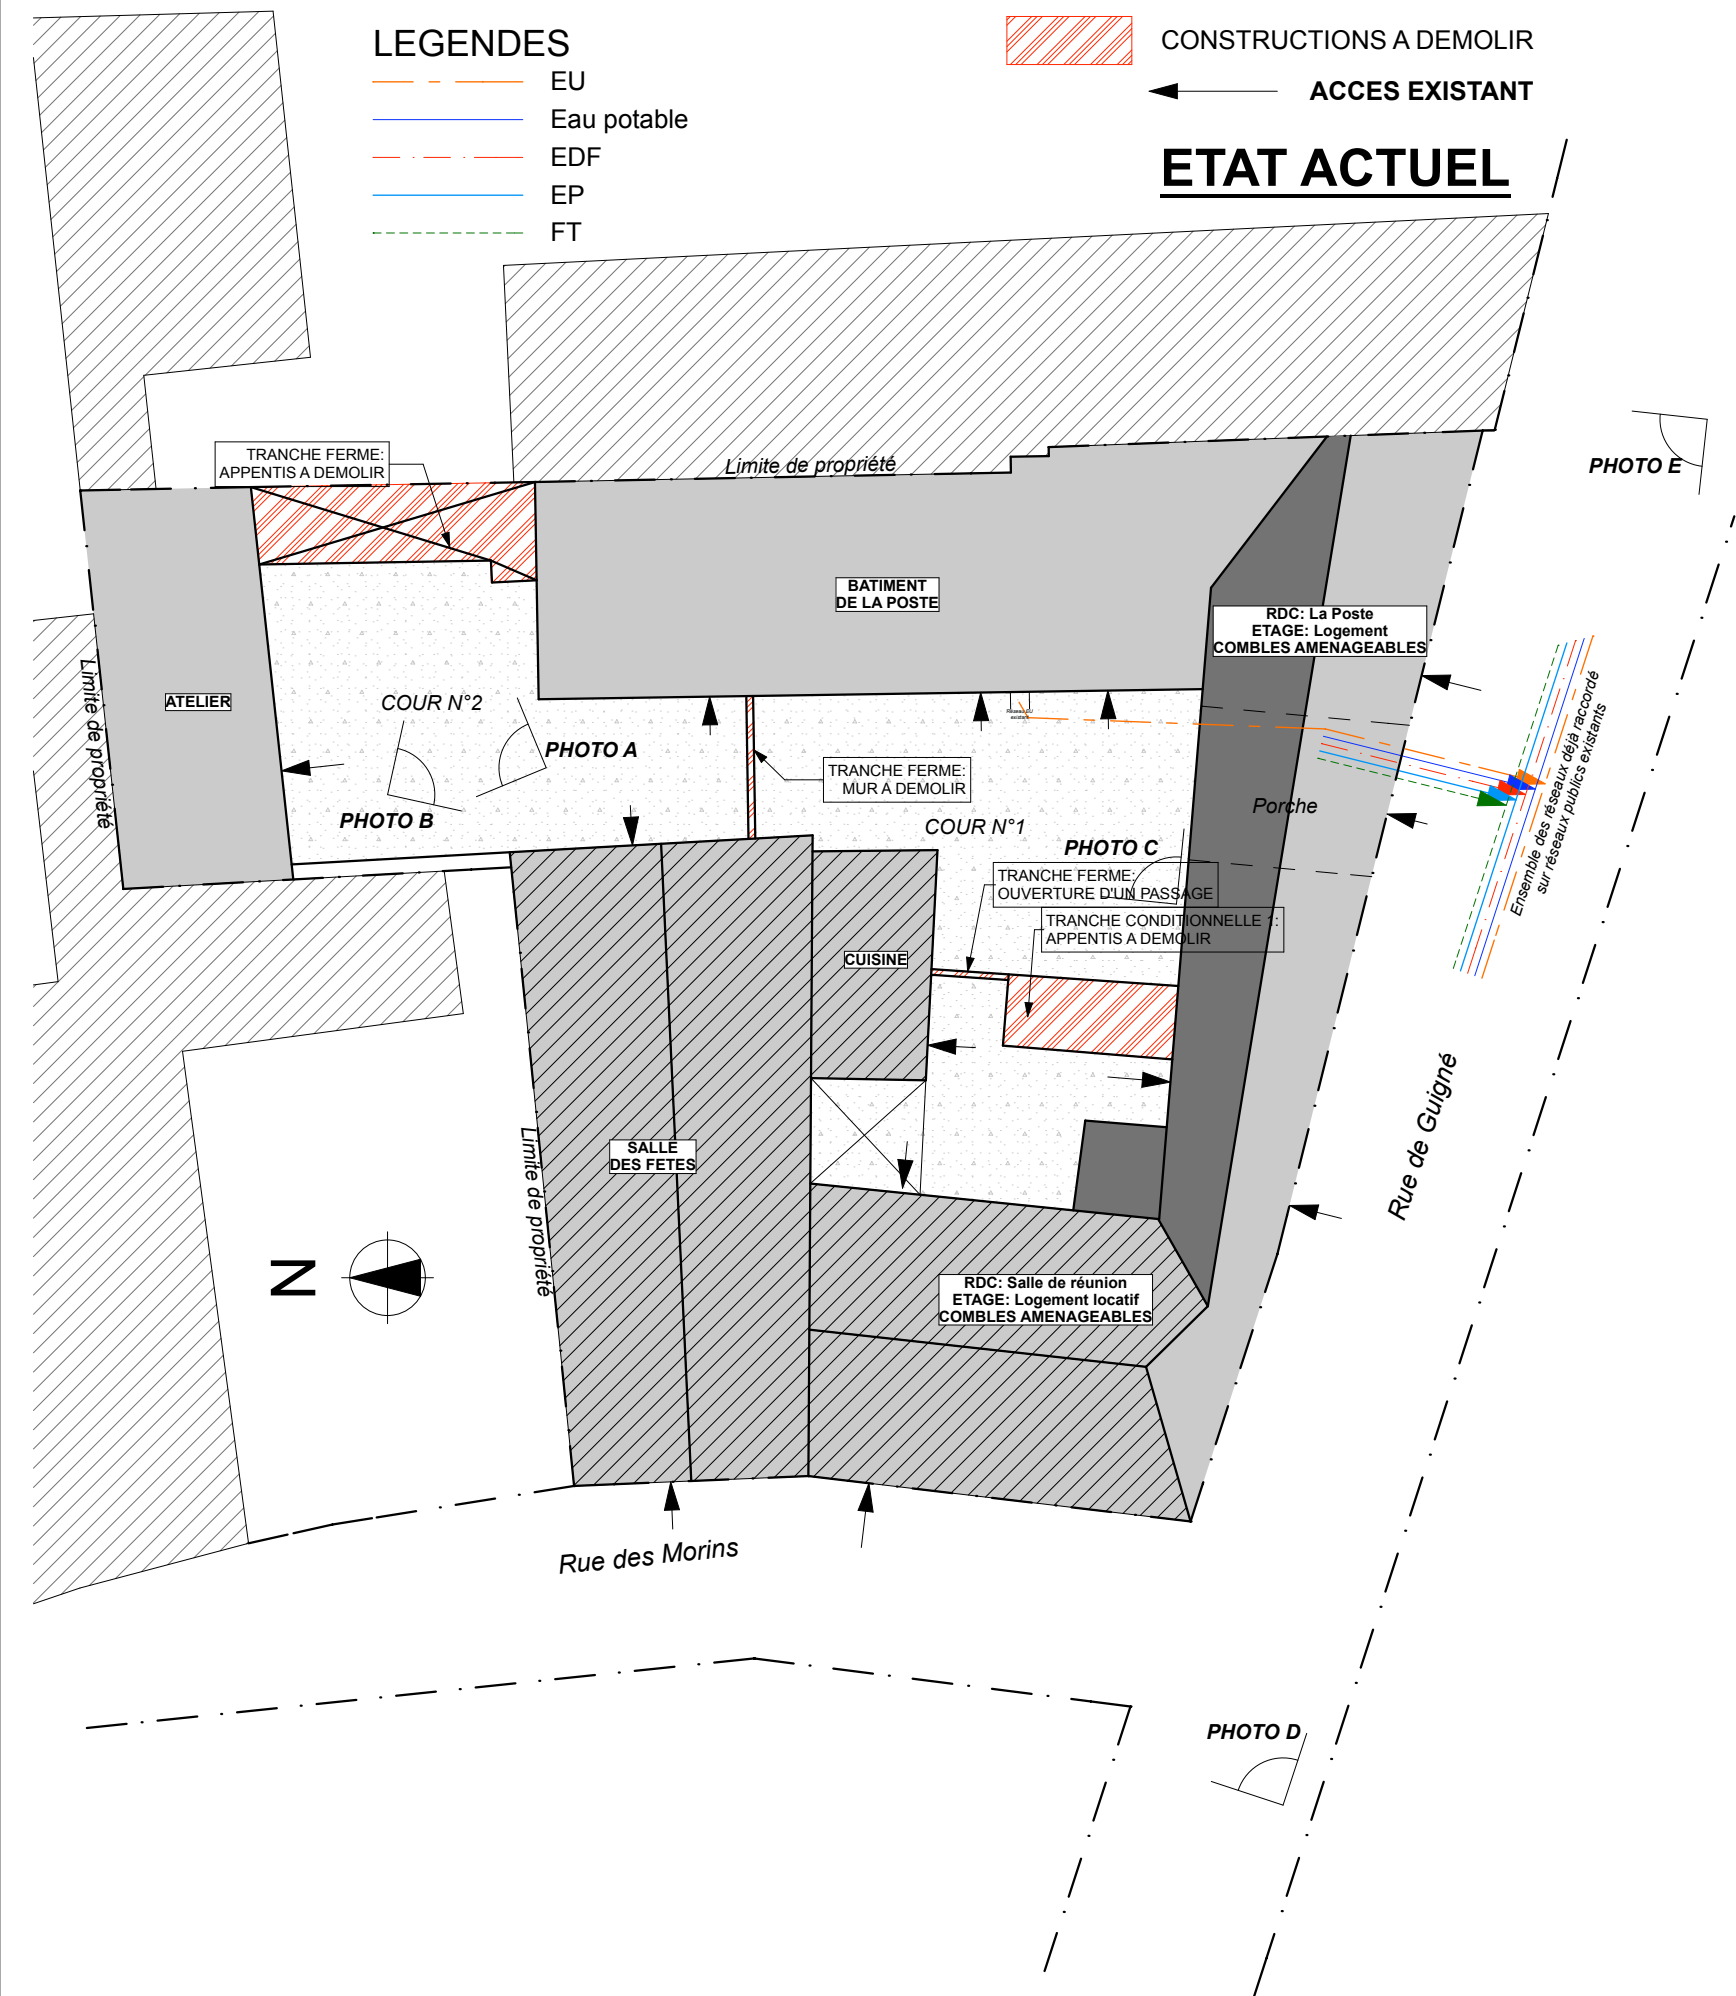 LEGENDES
EU
Eau potable
EDF
EP
FT
CONSTRUCTIONS A DEMOLIR
ACCES EXISTANT
ETAT ACTUEL
TRANCHE FERME:
APPENTIS A DEMOLIR
Limite de propriété
PHOTO E
BATIMENT
DE LA POSTE
RDC: La Poste
ETAGE: Logement
COMBLES AMENAGEABLES
Limite de propriété
ATELIER
COUR N°2
PHOTO A
Réseau EU
existant
Ensemble des réseaux déjà raccordé
sur réseaux publics existants
TRANCHE FERME:
MUR A DEMOLIR
PHOTO B
COUR N°1
Porche
PHOTO C
TRANCHE FERME:
OUVERTURE D'UN PASSAGE
TRANCHE CONDITIONNELLE 1:
APPENTIS A DEMOLIR
CUISINE
Rue de Guigné
SALLE
DES FETES
Limite de propriété
N
RDC: Salle de réunion
ETAGE: Logement locatif
COMBLES AMENAGEABLES
Rue des Morins
PHOTO D